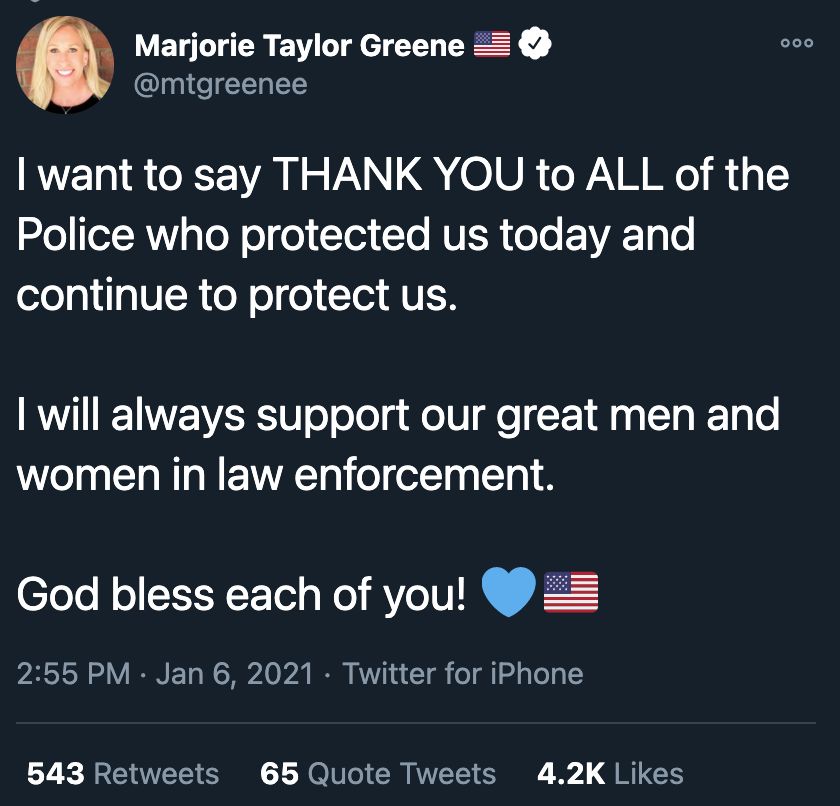 Marjorie Taylor Greene 🇺🇸
@mtgreenee
I want to say THANK YOU to ALL of the
Police who protected us today and
continue to protect us.
I will always support our great men and
women in law enforcement.
God bless each of you! 💙🇺🇸
2:55 PM · Jan 6, 2021 · Twitter for iPhone
543 Retweets 65 Quote Tweets 4.2K Likes